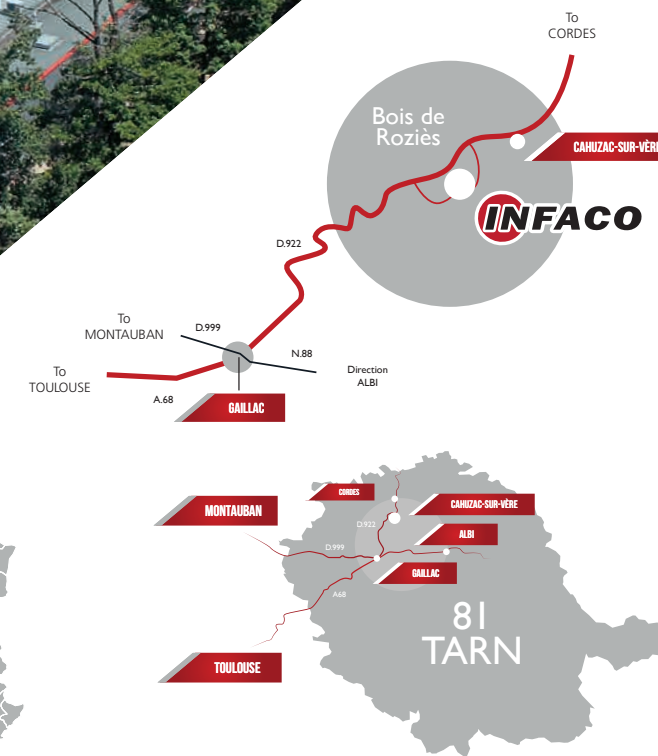 To
CORDES
Bois de
Roziès
CAHUZAC-SUR-VÈRE
INFACO
D.922
To
MONTAUBAN
D.999
N.88
To
TOULOUSE
Direction
ALBI
A.68
GAILLAC
CORDES
MONTAUBAN
CAHUZAC-SUR-VÈRE
D.922
ALBI
D.999
GAILLAC
A68
81
TARN
TOULOUSE